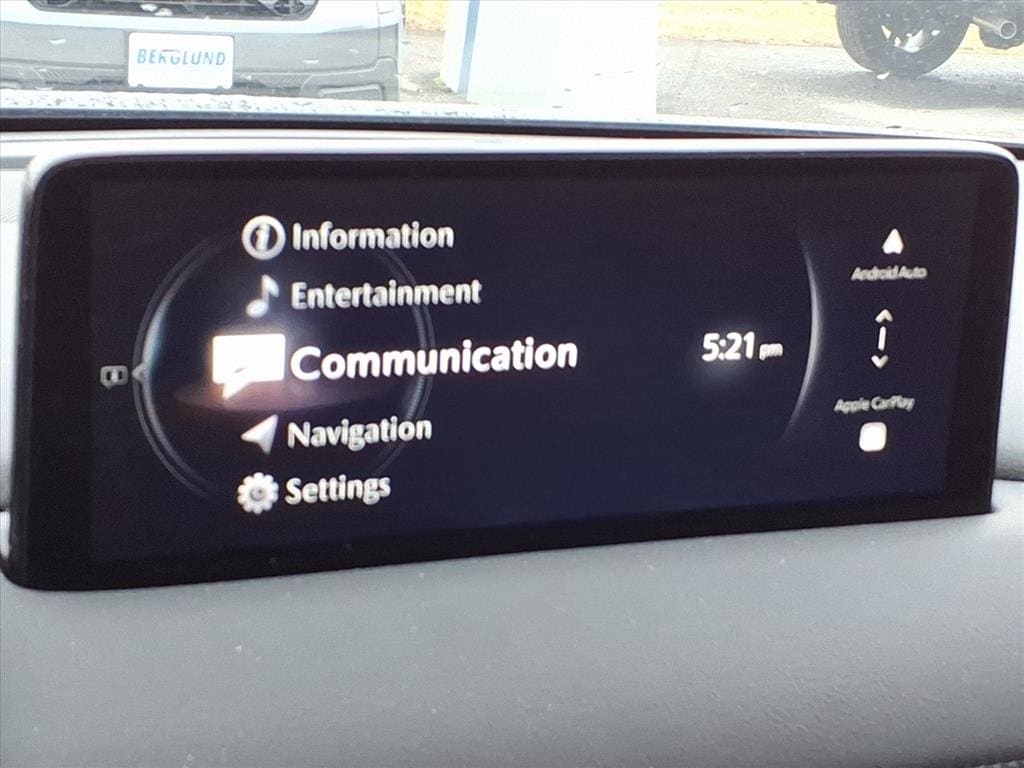 BERGLUND
Information
Entertainment
Communication
Navigation
Settings
5:21 pm
Android Auto
Apple CarPlay